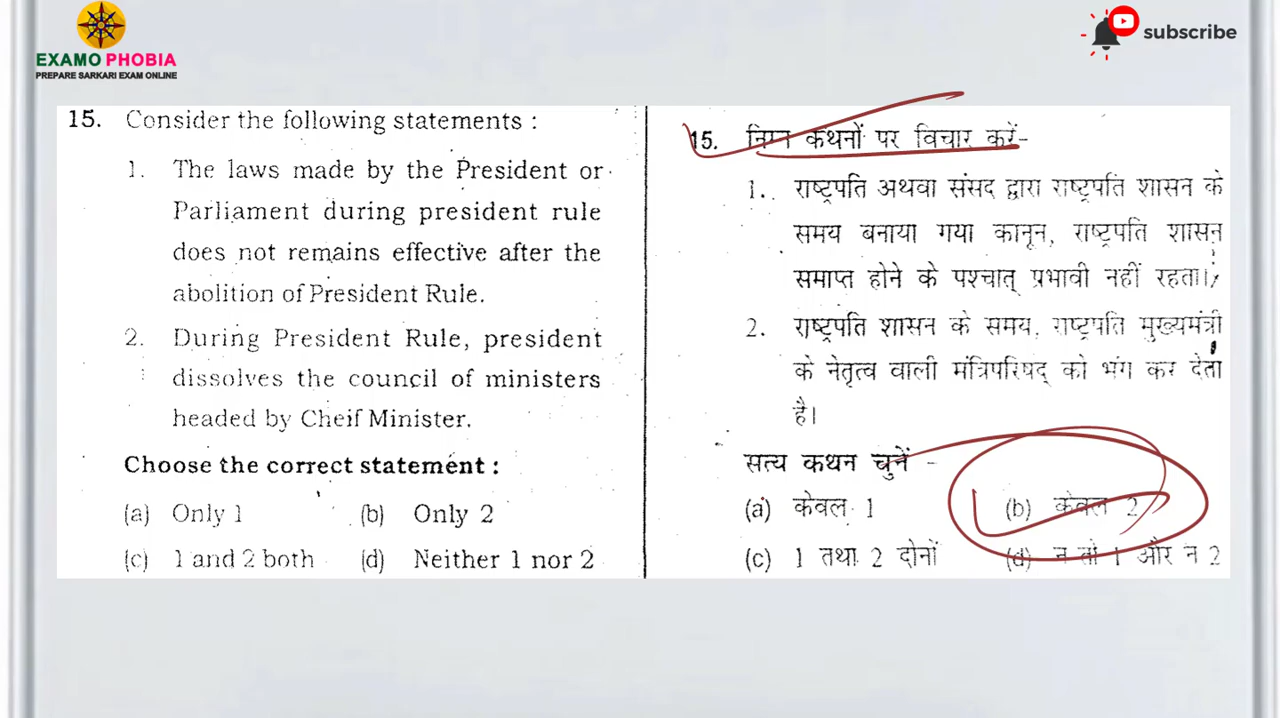 EXAMO PHOBIA
PREPARE SARKARI EXAM ONLINE
subscribe
15. Consider the following statements :
1. The laws made by the President or
Parliament during president rule
does not remains effective after the
abolition of President Rule.
2. During President Rule, president
dissolves the council of ministers
headed by Cheif Minister.
Choose the correct statement :
(a) Only 1 (b) Only 2
(c) 1 and 2 both (d) Neither 1 nor 2
15. निम्न कथनों पर विचार करें-
1. राष्ट्रपति अथवा संसद द्वारा राष्ट्रपति शासन के
समय बनाया गया कानून, राष्ट्रपति शासन
समाप्त होने के पश्चात् प्रभावी नहीं रहता।
2. राष्ट्रपति शासन के समय, राष्ट्रपति मुख्यमंत्री
के नेतृत्व वाली मंत्रिपरिषद् को भंग कर देता
है।
सत्य कथन चुनें -
(a) केवल 1 (b) केवल 2
(c) 1 तथा 2 दोनों (d) न तो 1 और न 2